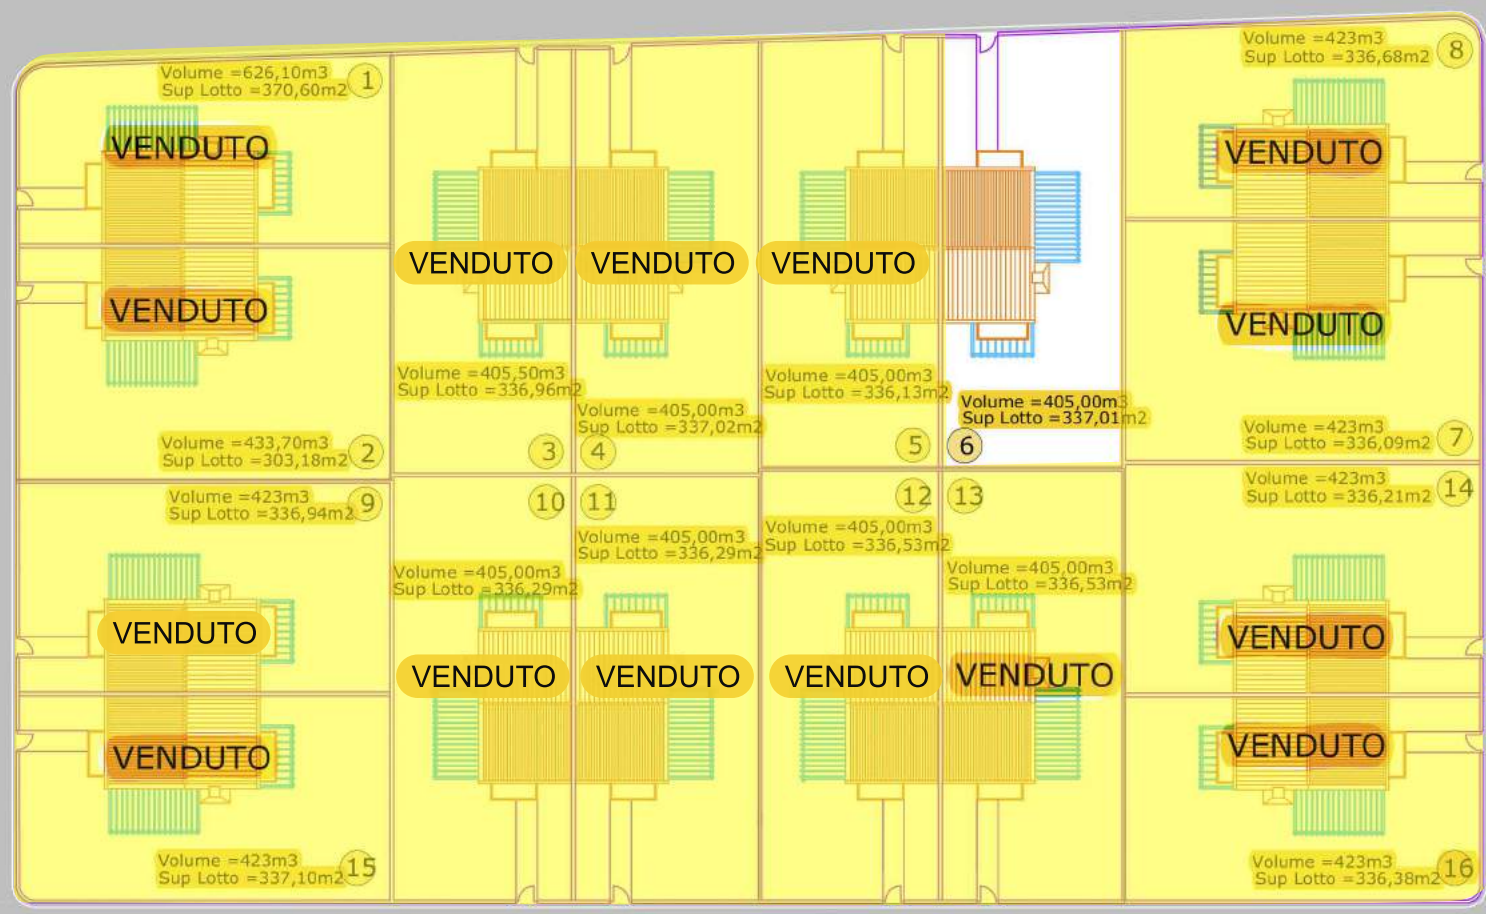 Volume =626,10m3
Sup Lotto =370,60m2
1
VENDUTO
VENDUTO
Volume =433,70m3
Sup Lotto =303,18m2
2
VENDUTO
Volume =405,50m3
Sup Lotto =336,96m2
3
VENDUTO
Volume =405,00m3
Sup Lotto =337,02m2
4
VENDUTO
Volume =405,00m3
Sup Lotto =336,13m2
5
Volume =405,00m3
Sup Lotto =337,01m2
6
Volume =423m3
Sup Lotto =336,68m2
8
VENDUTO
VENDUTO
Volume =423m3
Sup Lotto =336,09m2
7
Volume =423m3
Sup Lotto =336,94m2
9
VENDUTO
VENDUTO
Volume =423m3
Sup Lotto =337,10m2
15
10
Volume =405,00m3
Sup Lotto =336,29m2
VENDUTO
11
Volume =405,00m3
Sup Lotto =336,29m2
VENDUTO
12
Volume =405,00m3
Sup Lotto =336,53m2
VENDUTO
13
Volume =405,00m3
Sup Lotto =336,53m2
VENDUTO
Volume =423m3
Sup Lotto =336,21m2
14
VENDUTO
VENDUTO
Volume =423m3
Sup Lotto =336,38m2
16